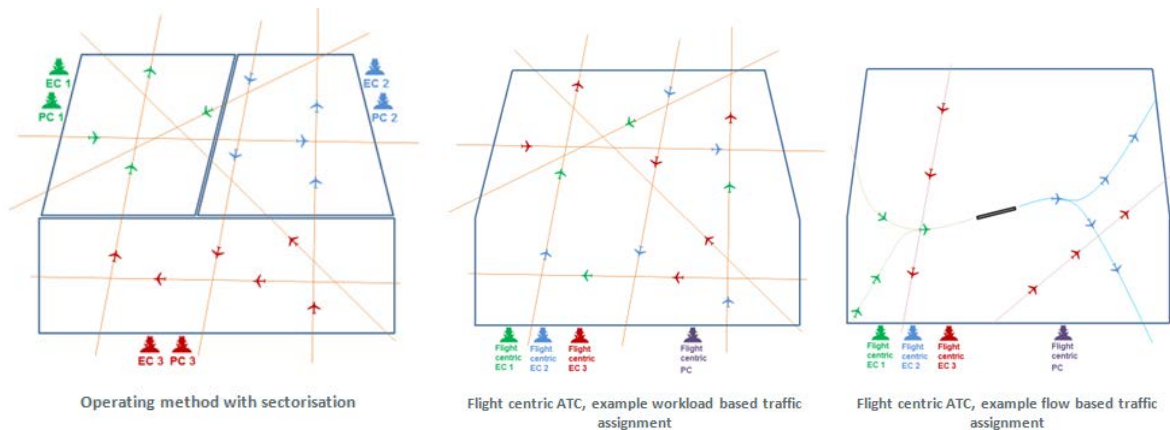 EC 1
PC 1
EC 2
PC 2
EC 3 PC 3
Operating method with sectorisation
Flight
centric
EC 1
Flight
centric
EC 2
Flight
centric
EC 3
Flight
centric
PC
Flight centric ATC, example workload based traffic
assignment
Flight
centric
EC 1
Flight
centric
EC 2
Flight
centric
EC 3
Flight
centric
PC
Flight centric ATC, example flow based traffic
assignment